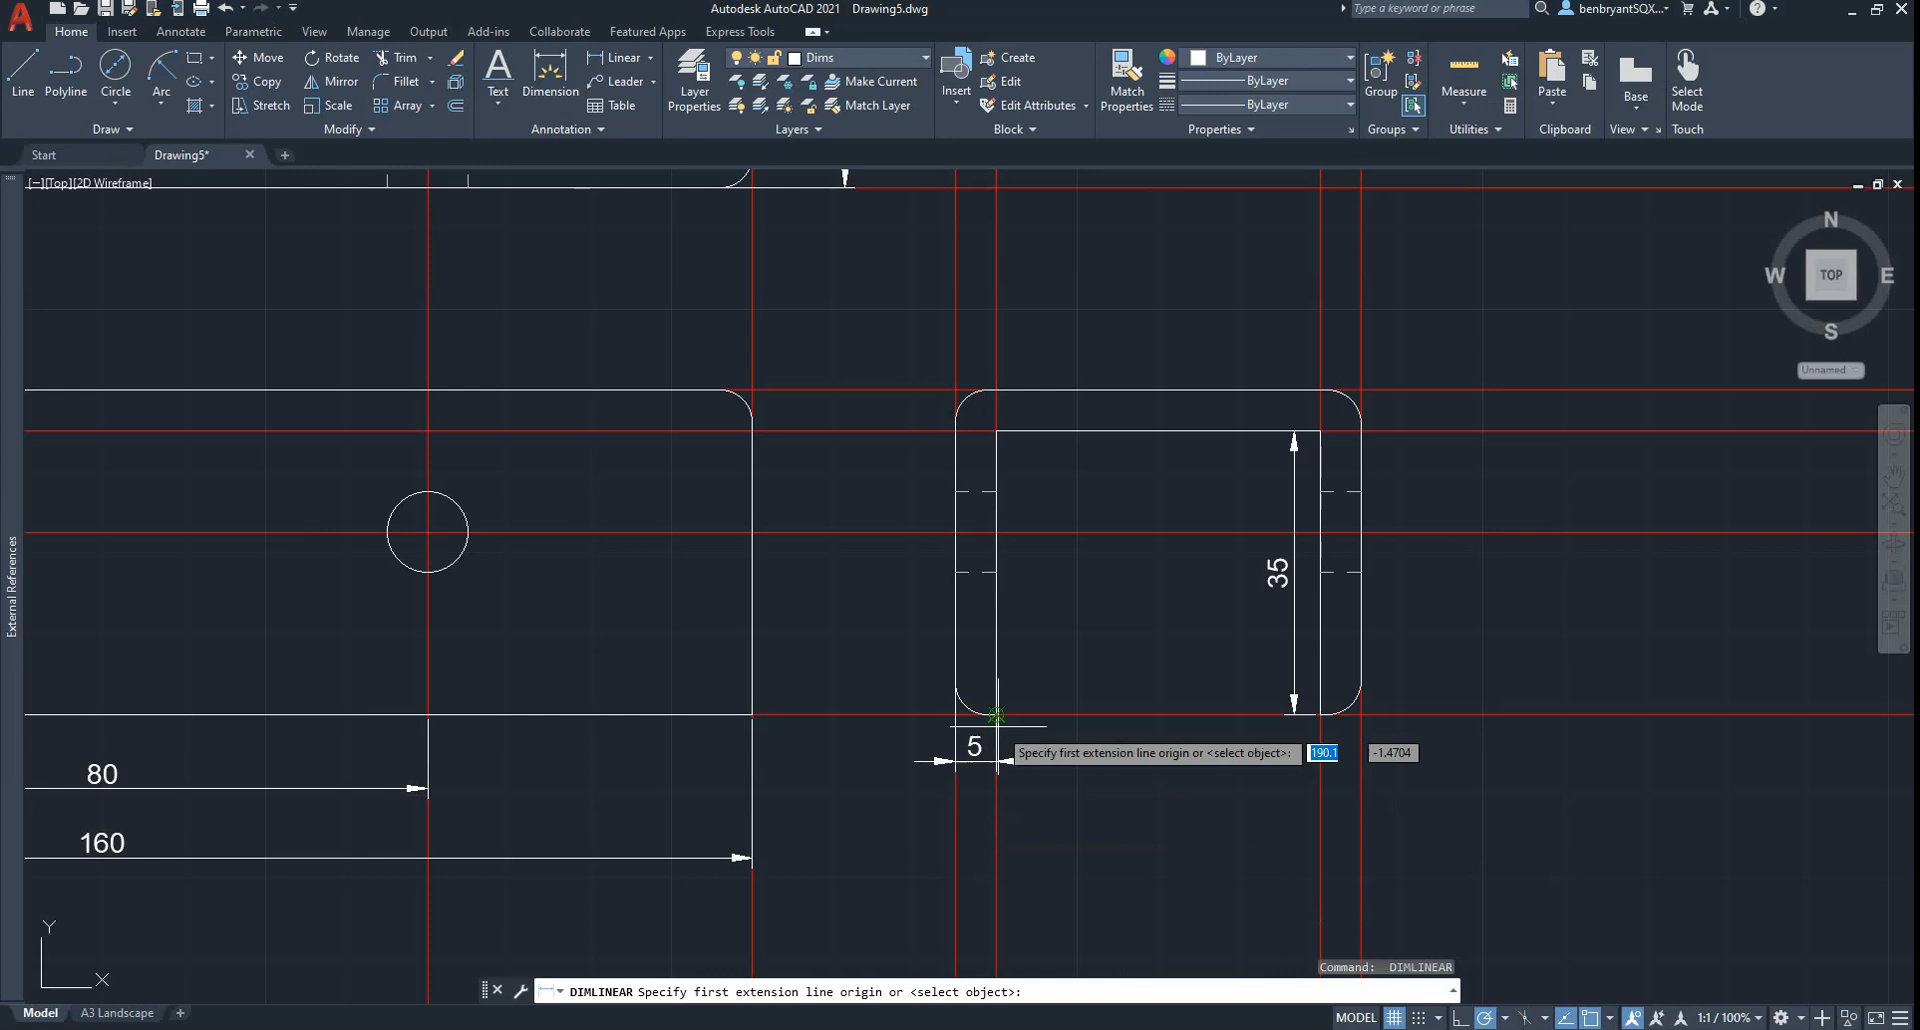 Autodesk AutoCAD 2021 Drawing5.dwg
Type a keyword or phrase
benbryantSQX...
Home Insert Annotate Parametric View Manage Output Add-ins Collaborate Featured Apps Express Tools
Line Polyline Circle Arc
Draw
Move Rotate Trim
Copy Mirror Fillet
Stretch Scale Array
Modify
Text Dimension
Linear
Leader
Table
Annotation
Layer Properties
Dims
Make Current
Match Layer
Layers
Insert
Create
Edit
Edit Attributes
Block
Match Properties
ByLayer
ByLayer
ByLayer
Properties
Group
Groups
Measure
Utilities
Paste
Clipboard
Base
View
Select Mode
Touch
Start Drawing5*
[−][Top][2D Wireframe]
N
W TOP E
S
Unnamed
External References
35
5
Specify first extension line origin or <select object>: 190.1 -1.4704
80
160
Y
X
Command: DIMLINEAR
DIMLINEAR Specify first extension line origin or <select object>:
Model A3 Landscape
MODEL 1:1 / 100%